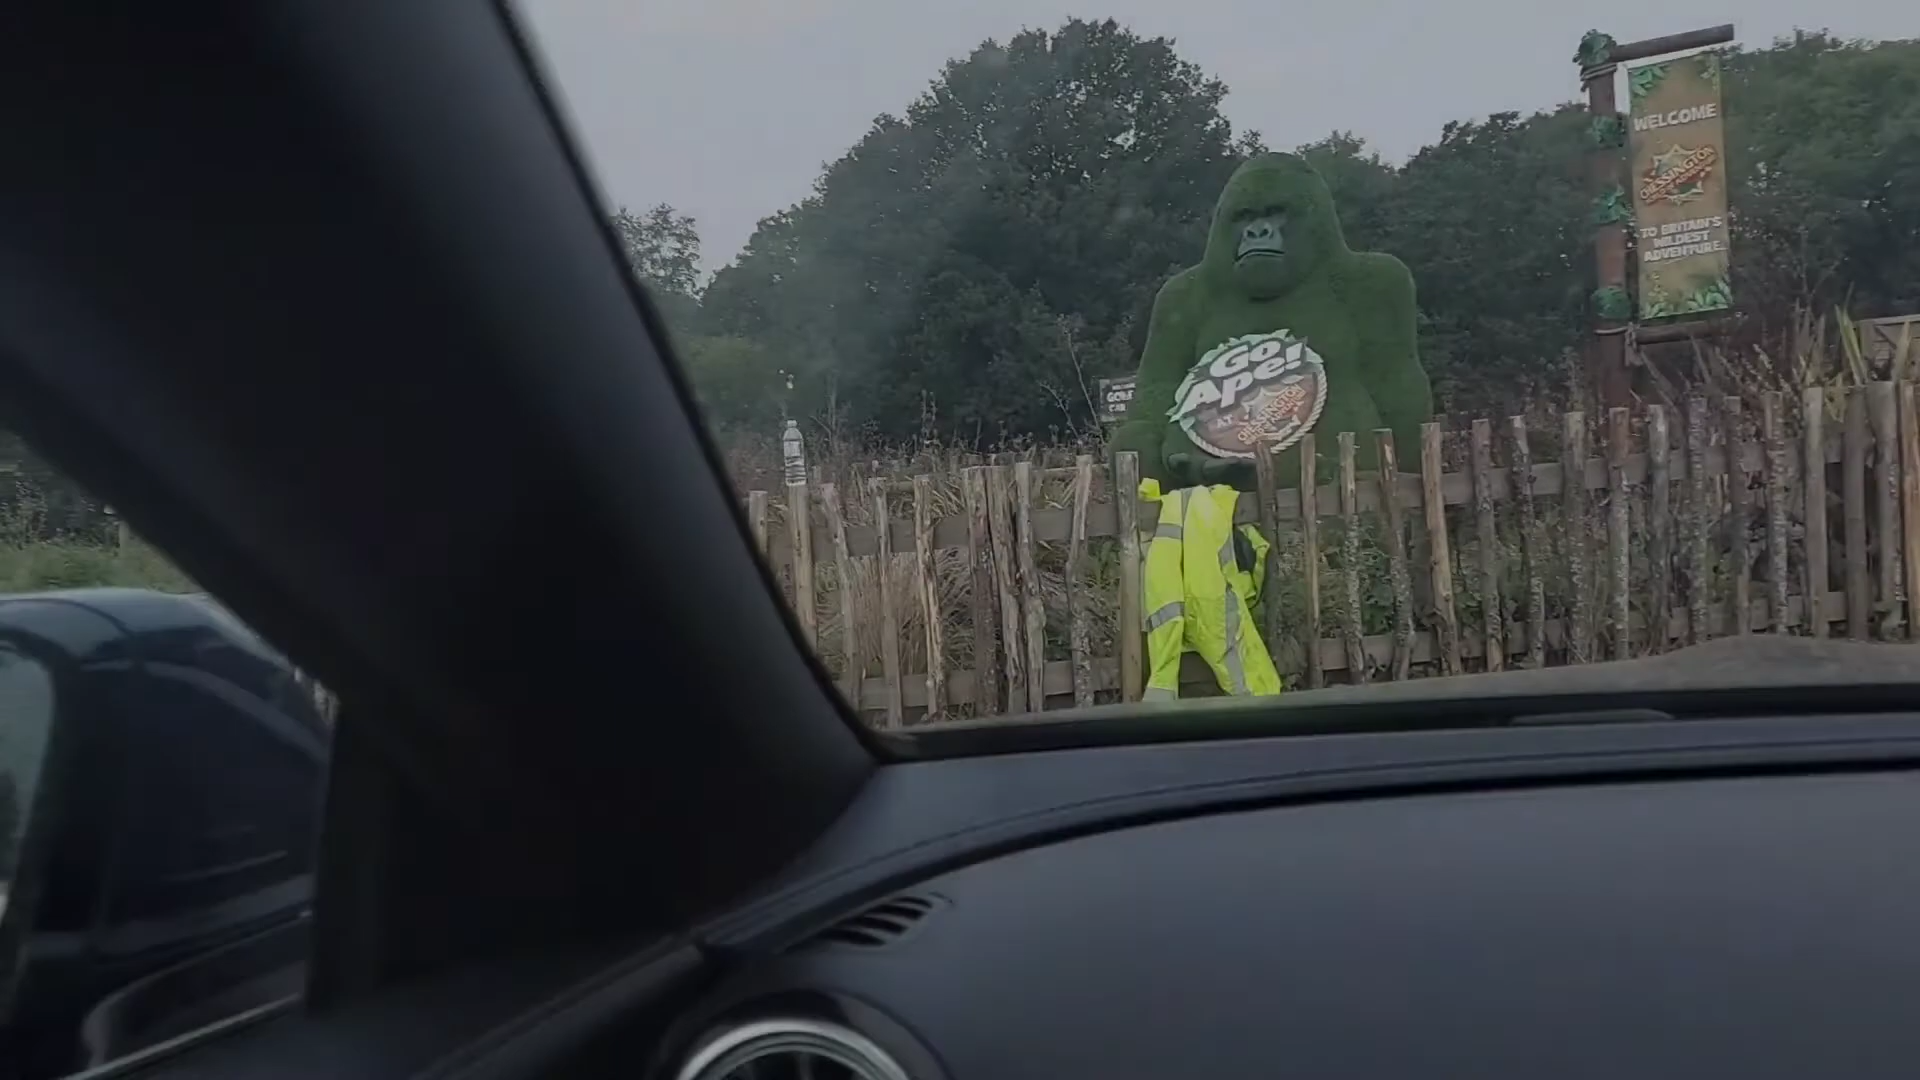 Go
Ape!
AT
CHESSINGTON
WELCOME
CHESSINGTON
TO BRITAIN'S
WILDEST
ADVENTURE.